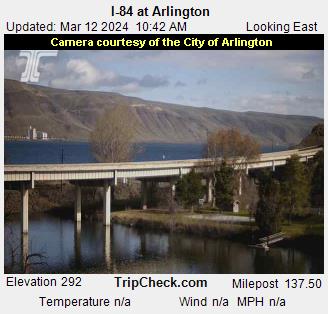 I-84 at Arlington
Updated: Mar 12 2024 10:42 AM Looking East
Camera courtesy of the City of Arlington
Elevation 292 TripCheck.com Milepost 137.50
Temperature n/a Wind n/a MPH n/a